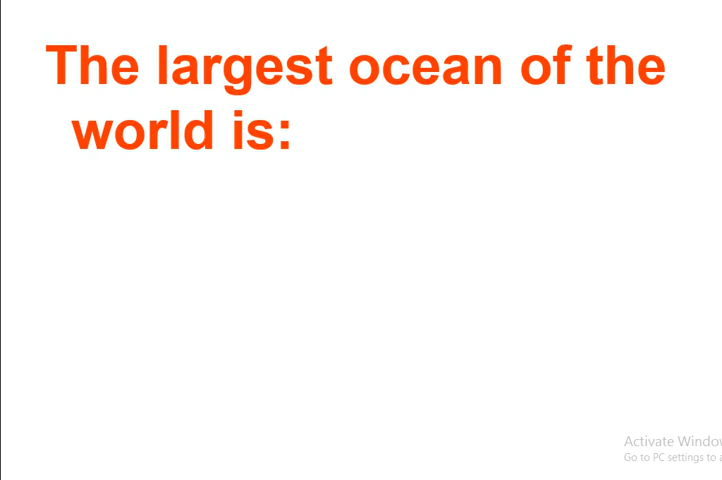 The largest ocean of the
world is:
Activate Window
Go to PC settings to a